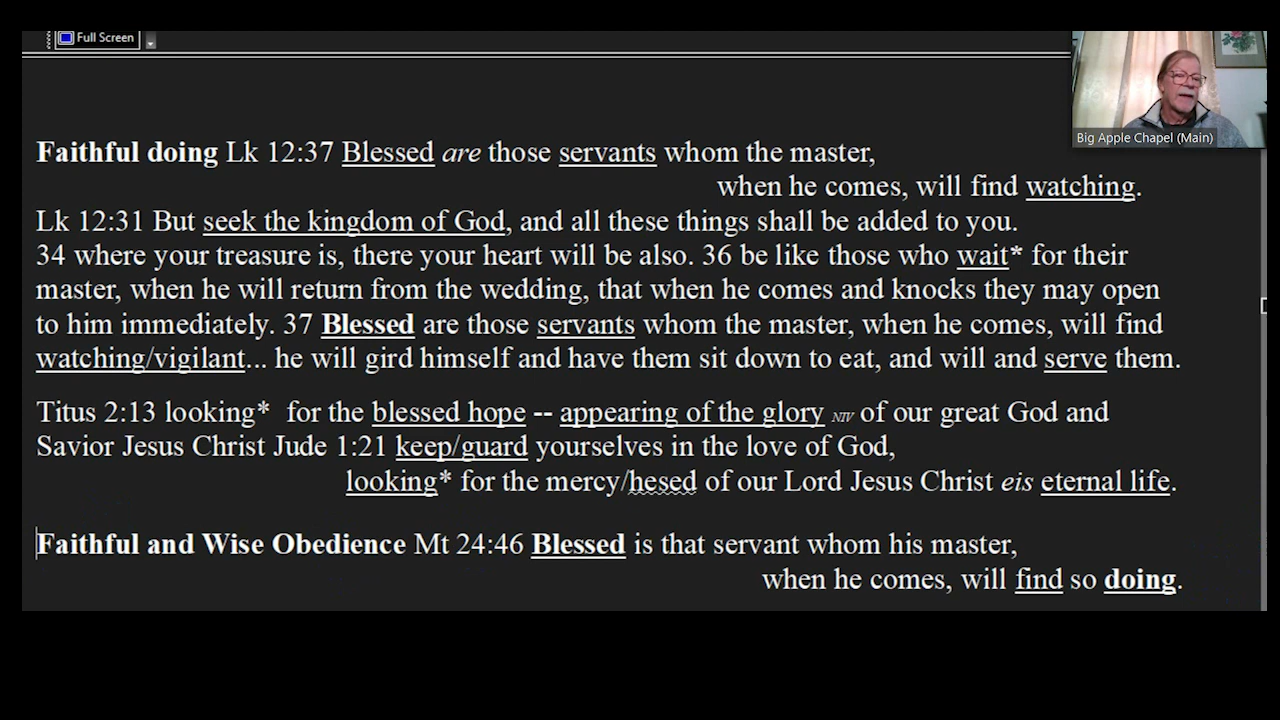 Full Screen
Big Apple Chapel (Main)
Faithful doing Lk 12:37 Blessed are those servants whom the master,
when he comes, will find watching.
Lk 12:31 But seek the kingdom of God, and all these things shall be added to you.
34 where your treasure is, there your heart will be also. 36 be like those who wait* for their
master, when he will return from the wedding, that when he comes and knocks they may open
to him immediately. 37 Blessed are those servants whom the master, when he comes, will find
watching/vigilant... he will gird himself and have them sit down to eat, and will and serve them.
Titus 2:13 looking*  for the blessed hope -- appearing of the glory NIV of our great God and
Savior Jesus Christ Jude 1:21 keep/guard yourselves in the love of God,
looking* for the mercy/hesed of our Lord Jesus Christ eis eternal life.
Faithful and Wise Obedience Mt 24:46 Blessed is that servant whom his master,
when he comes, will find so doing.